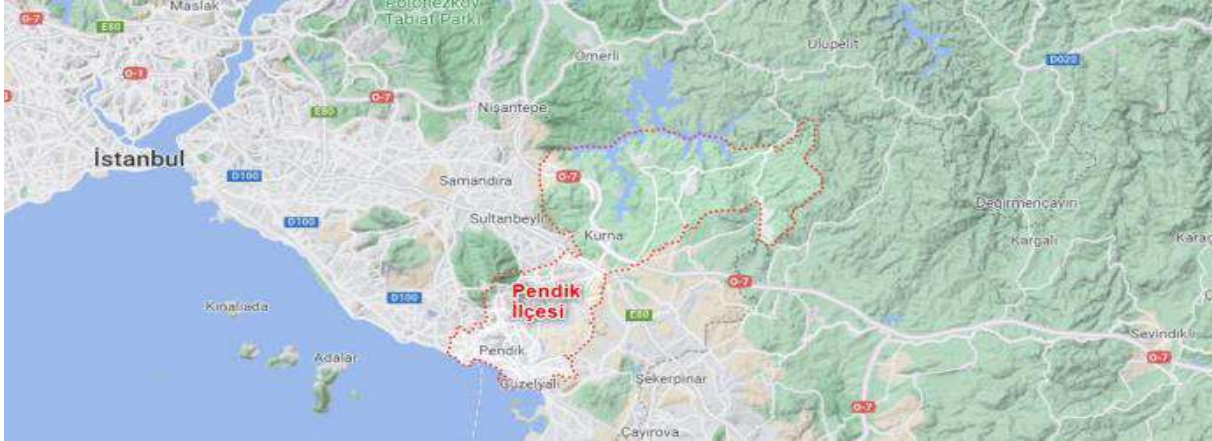 Maslak
Polonezköy
Tabiat Parkı
O-7
E80
O-1
O-7
E80
Ömerli
Ulupelit
D020
Nişantepe
İstanbul
D100
Samandıra
O-7
D100
Sultanbeyli
Kurna
Değirmençayırı
Kargalı
O-7
Kınalıada
D100
Pendik
İlçesi
E80
Sevindikli
Adalar
Pendik
O-7
Güzelyalı
Şekerpınar
O-7
Çayırova